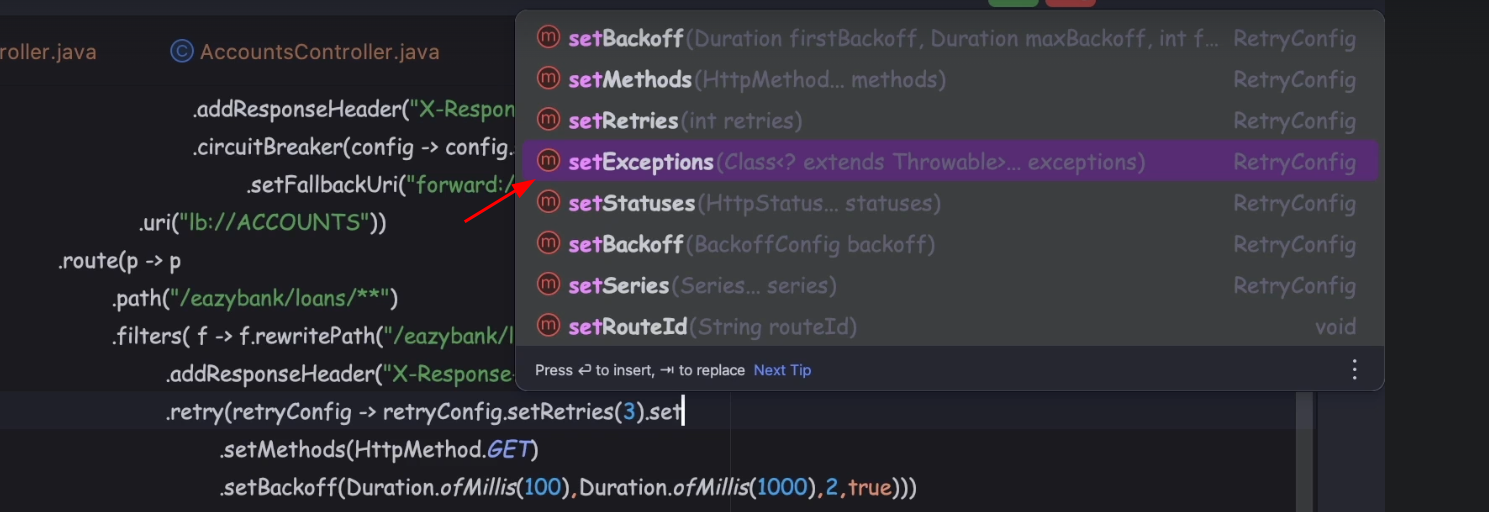 roller.java
C AccountsController.java
.addResponseHeader("X-Respon
.circuitBreaker(config -> config.
.setFallbackUri("forward:/
.uri("lb://ACCOUNTS"))
.route(p -> p
.path("/eazybank/loans/**")
.filters( f -> f.rewritePath("/eazybank/l
.addResponseHeader("X-Response-
.retry(retryConfig -> retryConfig.setRetries(3).set
.setMethods(HttpMethod.GET)
.setBackoff(Duration.ofMillis(100),Duration.ofMillis(1000),2,true)))
m setBackoff(Duration firstBackoff, Duration maxBackoff, int f... RetryConfig
m setMethods(HttpMethod... methods) RetryConfig
m setRetries(int retries) RetryConfig
m setExceptions(Class<? extends Throwable>... exceptions) RetryConfig
m setStatuses(HttpStatus... statuses) RetryConfig
m setBackoff(BackoffConfig backoff) RetryConfig
m setSeries(Series... series) RetryConfig
m setRouteId(String routeId) void
Press ⏎ to insert, ⇥ to replace Next Tip